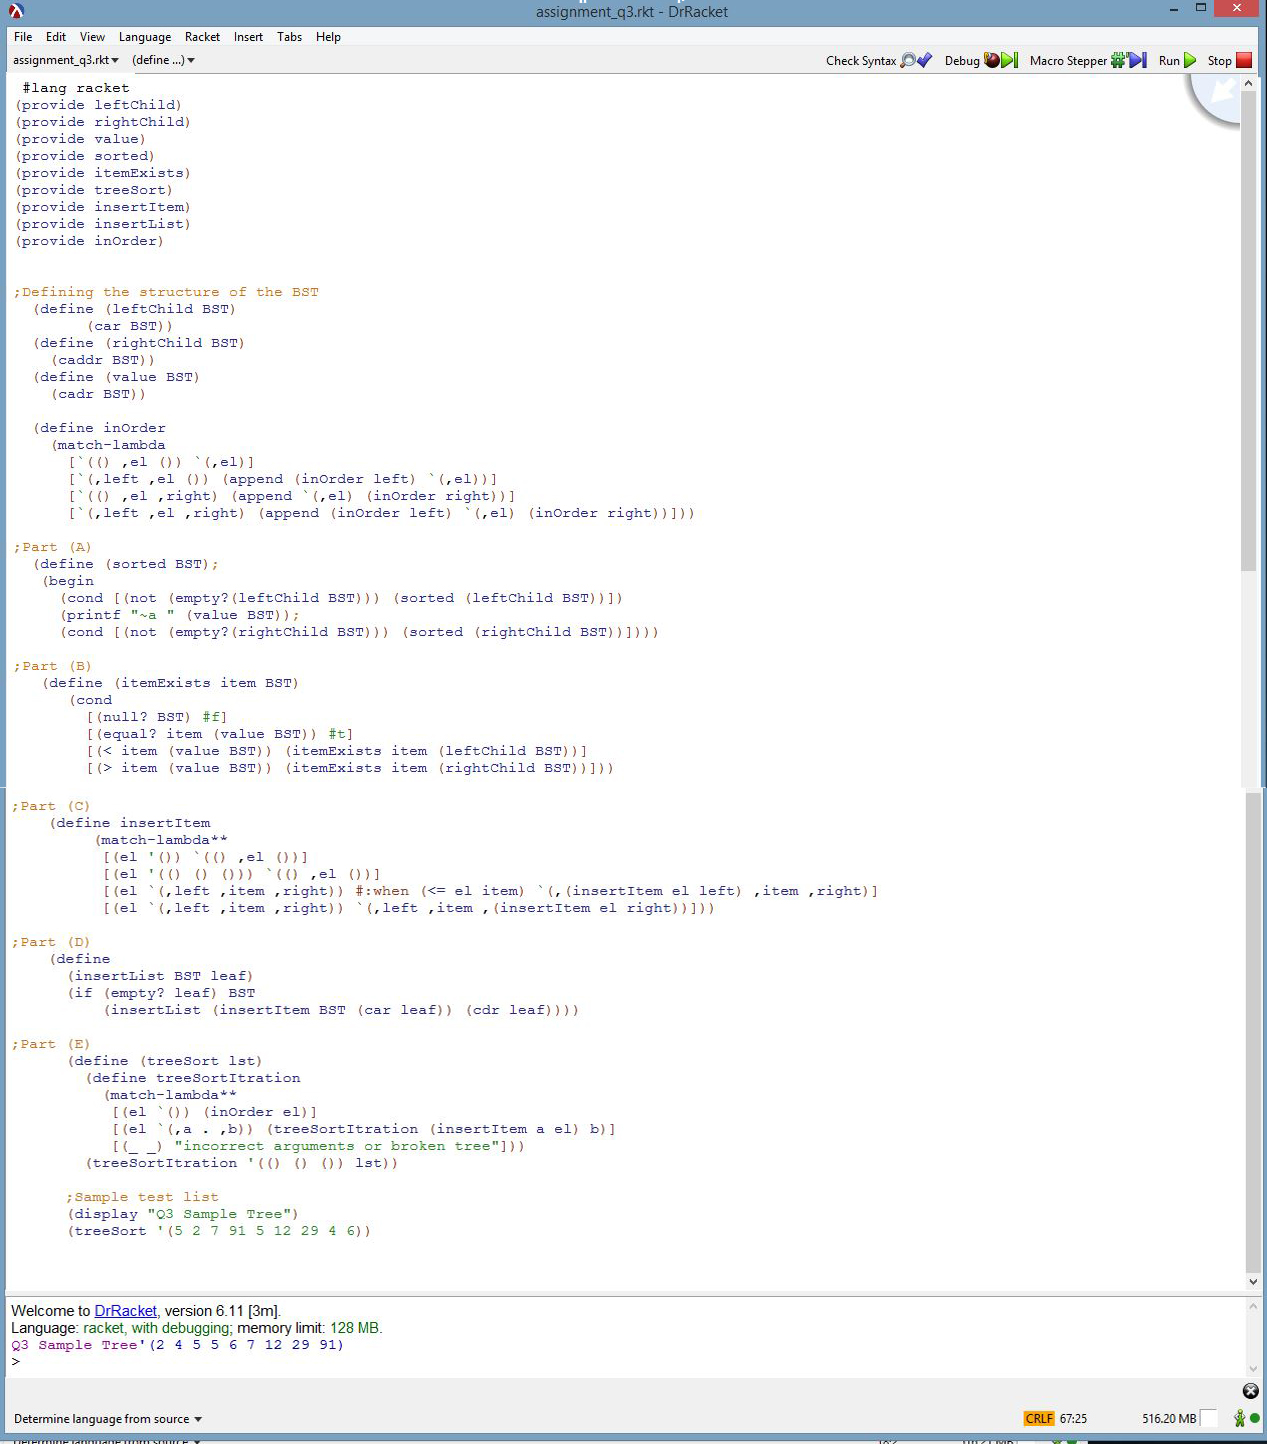 assignment_q3.rkt - DrRacket
File Edit View Language Racket Insert Tabs Help
assignment_q3.rkt (define ...) Check Syntax Debug Macro Stepper Run Stop
#lang racket
(provide leftChild)
(provide rightChild)
(provide value)
(provide sorted)
(provide itemExists)
(provide treeSort)
(provide insertItem)
(provide insertList)
(provide inOrder)
;Defining the structure of the BST
(define (leftChild BST)
(car BST))
(define (rightChild BST)
(caddr BST))
(define (value BST)
(cadr BST))
(define inOrder
(match-lambda
[`(() ,el ()) `(,el)]
[`(,left ,el ()) (append (inOrder left) `(,el))]
[`(() ,el ,right) (append `(,el) (inOrder right))]
[`(,left ,el ,right) (append (inOrder left) `(,el) (inOrder right))]))
;Part (A)
(define (sorted BST);
(begin
(cond [(not (empty?(leftChild BST))) (sorted (leftChild BST))])
(printf "~a " (value BST));
(cond [(not (empty?(rightChild BST))) (sorted (rightChild BST))])))
;Part (B)
(define (itemExists item BST)
(cond
[(null? BST) #f]
[(equal? item (value BST)) #t]
[(< item (value BST)) (itemExists item (leftChild BST))]
[(> item (value BST)) (itemExists item (rightChild BST))]))
;Part (C)
(define insertItem
(match-lambda**
[(el '()) `(() ,el ())]
[(el '(() () ())) `(() ,el ())]
[(el `(,left ,item ,right)) #:when (<= el item) `(,(insertItem el left) ,item ,right)]
[(el `(,left ,item ,right)) `(,left ,item ,(insertItem el right))]))
;Part (D)
(define
(insertList BST leaf)
(if (empty? leaf) BST
(insertList (insertItem BST (car leaf)) (cdr leaf))))
;Part (E)
(define (treeSort lst)
(define treeSortItration
(match-lambda**
[(el `()) (inOrder el)]
[(el `(,a . ,b)) (treeSortItration (insertItem a el) b)]
[(_ _) "incorrect arguments or broken tree"]))
(treeSortItration '(() () ()) lst))
;Sample test list
(display "Q3 Sample Tree")
(treeSort '(5 2 7 91 5 12 29 4 6))
Welcome to DrRacket, version 6.11 [3m].
Language: racket, with debugging; memory limit: 128 MB.
Q3 Sample Tree'(2 4 5 5 6 7 12 29 91)
>
Determine language from source CRLF 67:25 516.20 MB